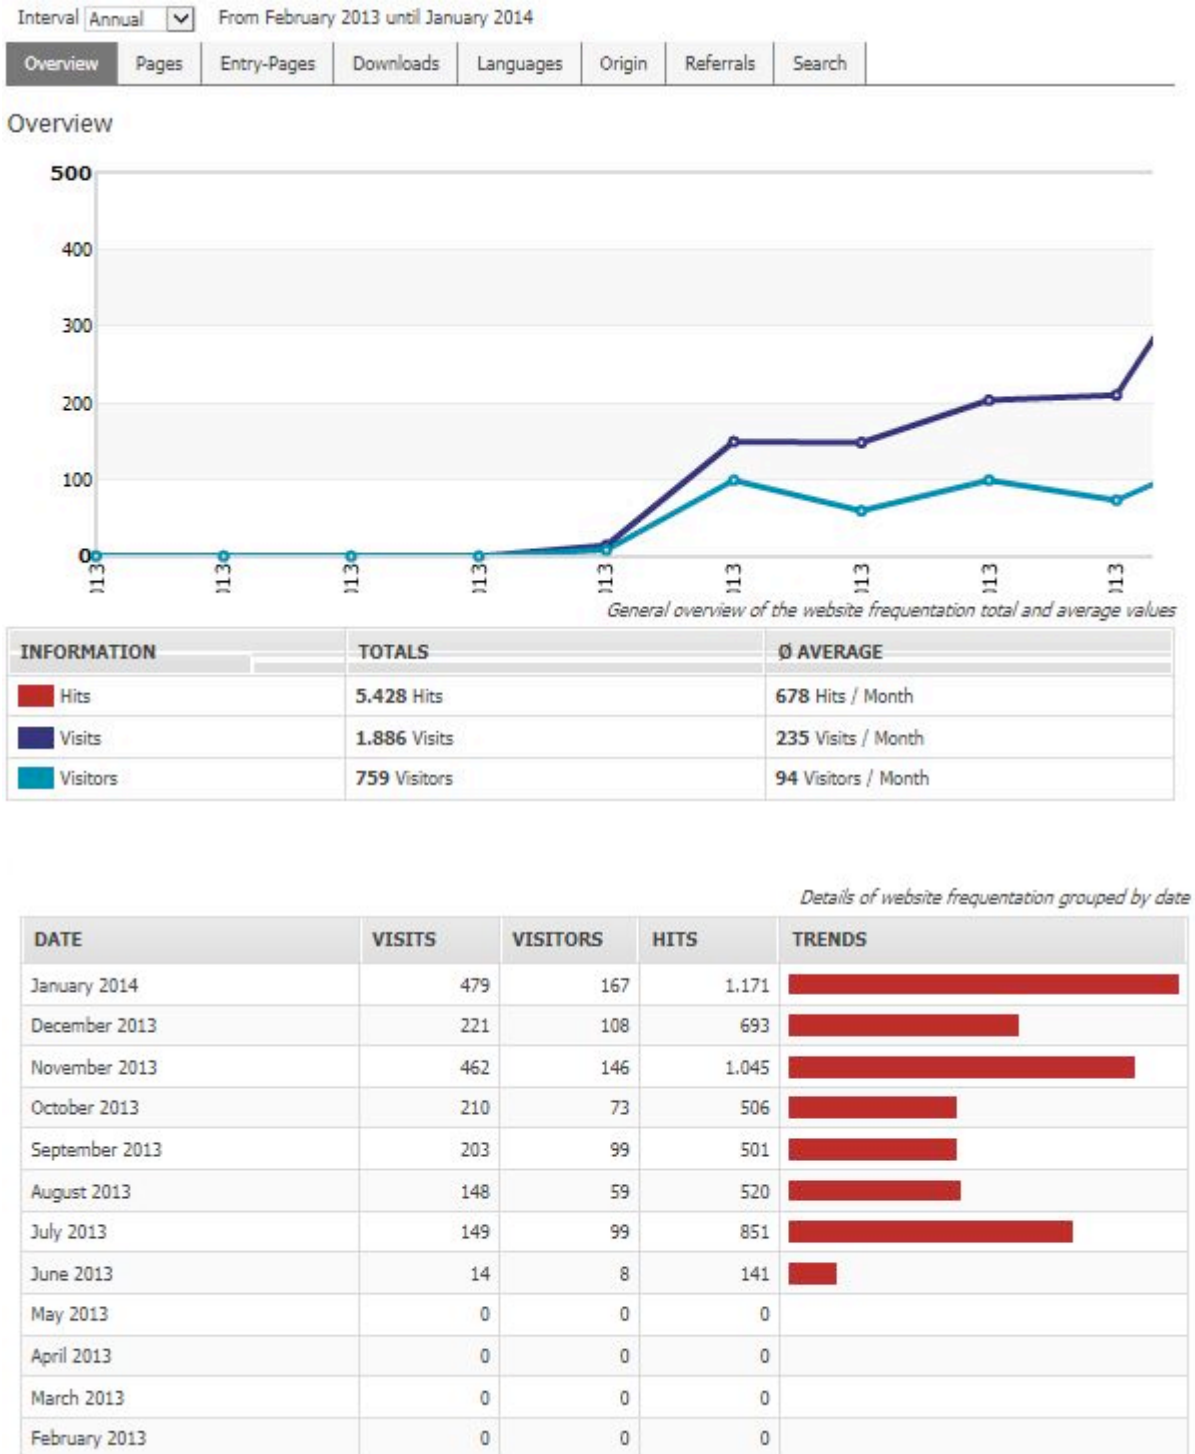 Interval Annual From February 2013 until January 2014
Overview Pages Entry-Pages Downloads Languages Origin Referrals Search
Overview
500
400
300
200
100
0
General overview of the website frequentation total and average values
INFORMATION TOTALS Ø AVERAGE
Hits 5.428 Hits 678 Hits / Month
Visits 1.886 Visits 235 Visits / Month
Visitors 759 Visitors 94 Visitors / Month
Details of website frequentation grouped by date
DATE VISITS VISITORS HITS TRENDS
January 2014 479 167 1.171
December 2013 221 108 693
November 2013 462 146 1.045
October 2013 210 73 506
September 2013 203 99 501
August 2013 148 59 520
July 2013 149 99 851
June 2013 14 8 141
May 2013 0 0 0
April 2013 0 0 0
March 2013 0 0 0
February 2013 0 0 0